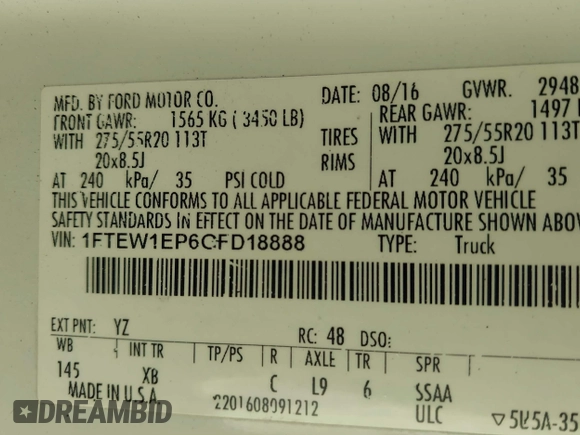 MFD. BY FORD MOTOR CO.
DATE: 08/16 GVWR. 2948
FRONT GAWR: 1565 KG ( 3450 LB)
REAR GAWR: 1497
WITH 275/55R20 113T TIRES WITH 275/55R20 113T
20x8.5J RIMS 20x8.5J
AT 240 kPa/ 35 PSI COLD AT 240 kPa/ 35
THIS VEHICLE CONFORMS TO ALL APPLICABLE FEDERAL MOTOR VEHICLE
SAFETY STANDARDS IN EFFECT ON THE DATE OF MANUFACTURE SHOWN ABO
VIN: 1FTEW1EP6CFD18888 TYPE: Truck
EXT PNT: YZ RC: 48 DSO:
WB INT TR TP/PS R AXLE TR SPR
145 XB C L9 6 SSAA
MADE IN U.S.A. 2201608091212 ULC ▽5U5A-35
RIDESAFELY